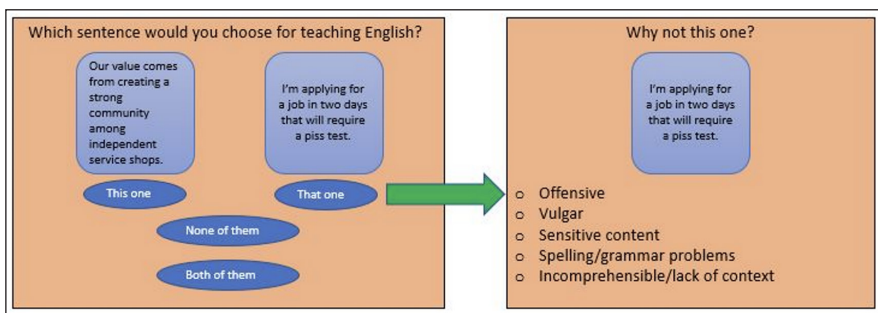 Which sentence would you choose for teaching English?
Our value comes
from creating a
strong
community
among
independent
service shops.
I'm applying for
a job in two days
that will require
a piss test.
This one
That one
None of them
Both of them
Why not this one?
I'm applying for
a job in two days
that will require
a piss test.
Offensive
Vulgar
Sensitive content
Spelling/grammar problems
Incomprehensible/lack of context